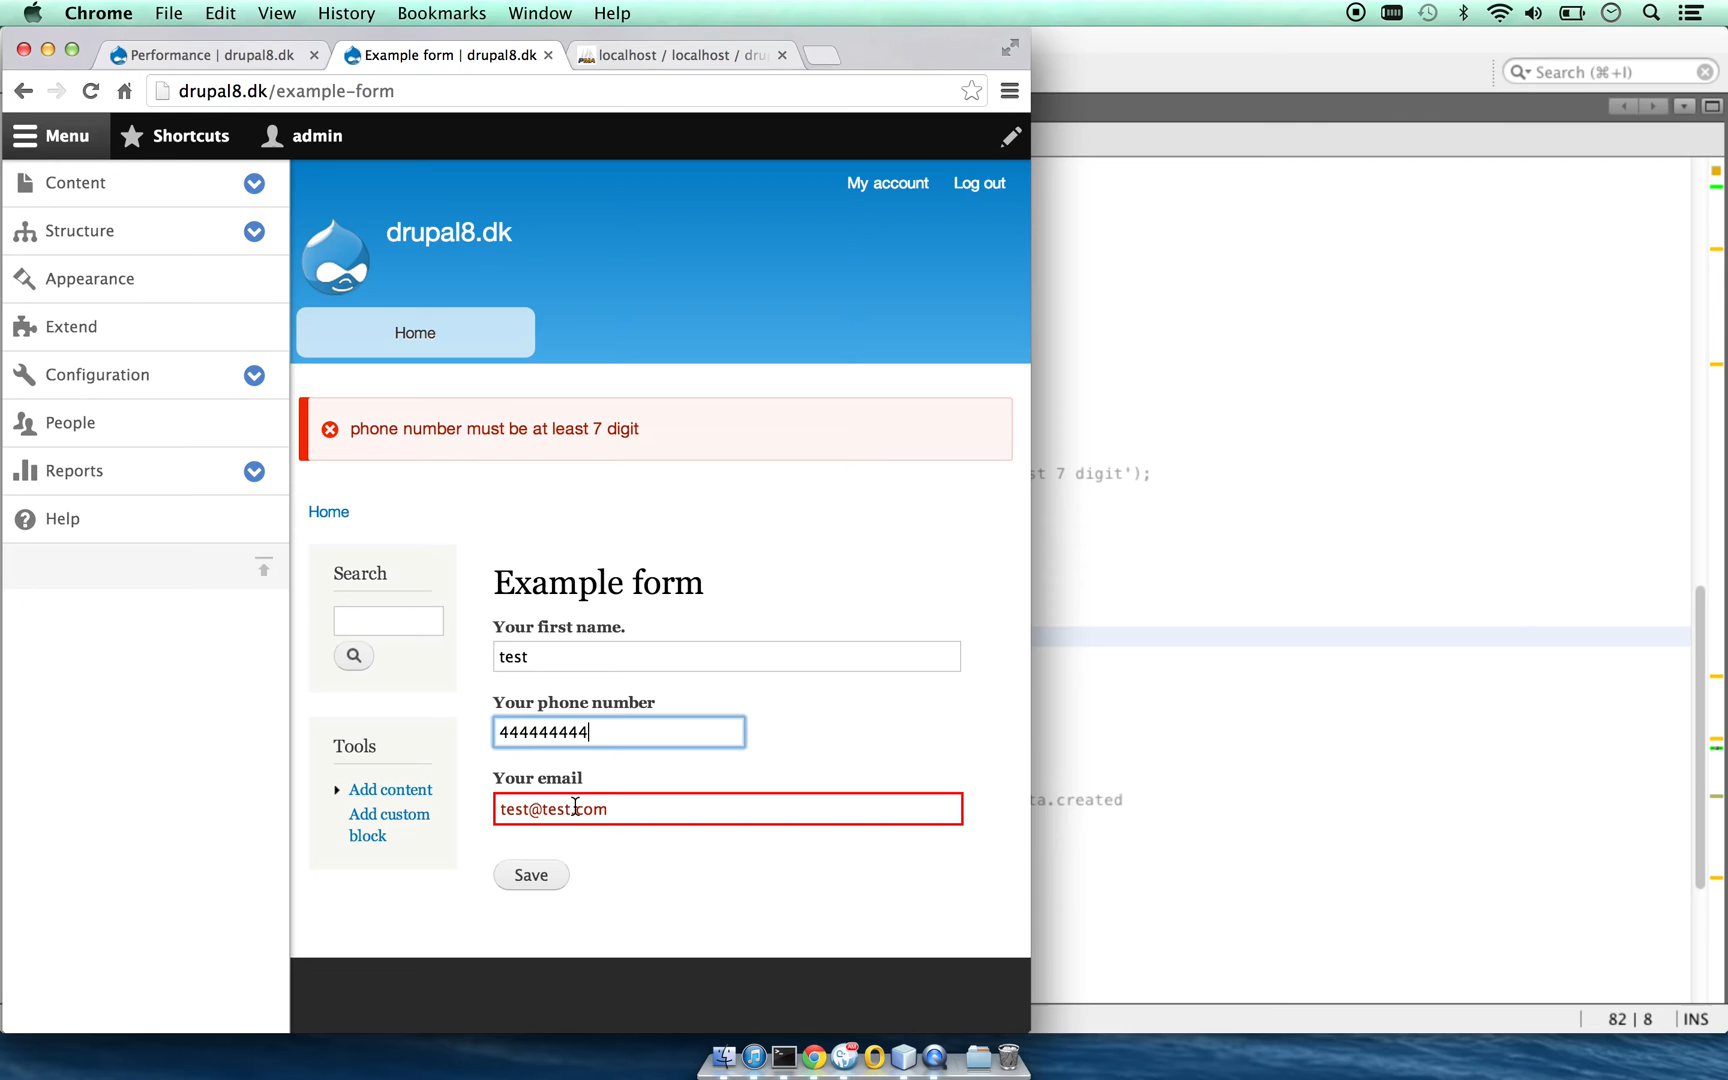 Chrome File Edit View History Bookmarks Window Help
Performance | drupal8.dk Example form | drupal8.dk localhost / localhost / dru
Search (⌘+I)
drupal8.dk/example-form
Menu Shortcuts admin
Content
Structure
Appearance
Extend
Configuration
People
Reports
Help
My account Log out
drupal8.dk
Home
phone number must be at least 7 digit
st 7 digit');
Home
Search
Tools
Add content
Add custom
block
Example form
Your first name.
test
Your phone number
444444444
Your email
test@test.com
Save
ta.created
82 | 8 INS